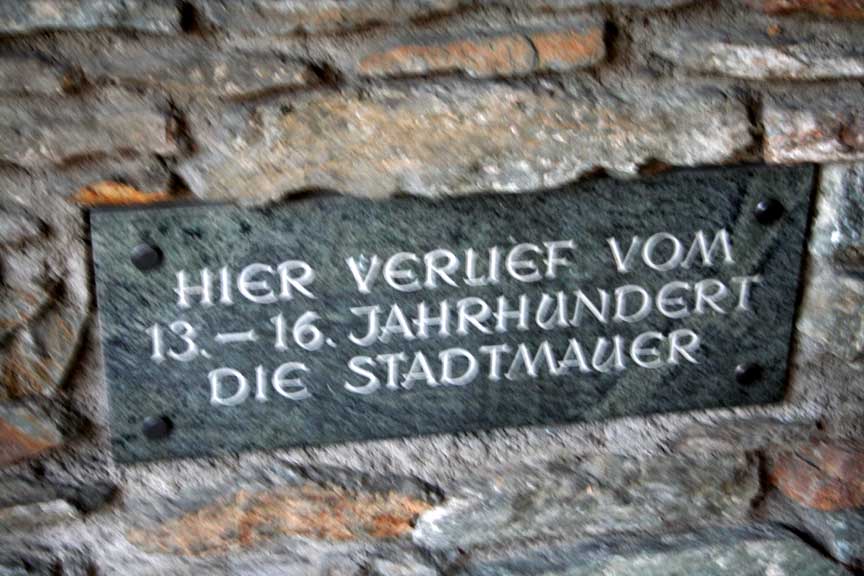 HIER VERLIEF VOM
13. – 16. JAHRHUNDERT
DIE STADTMAUER